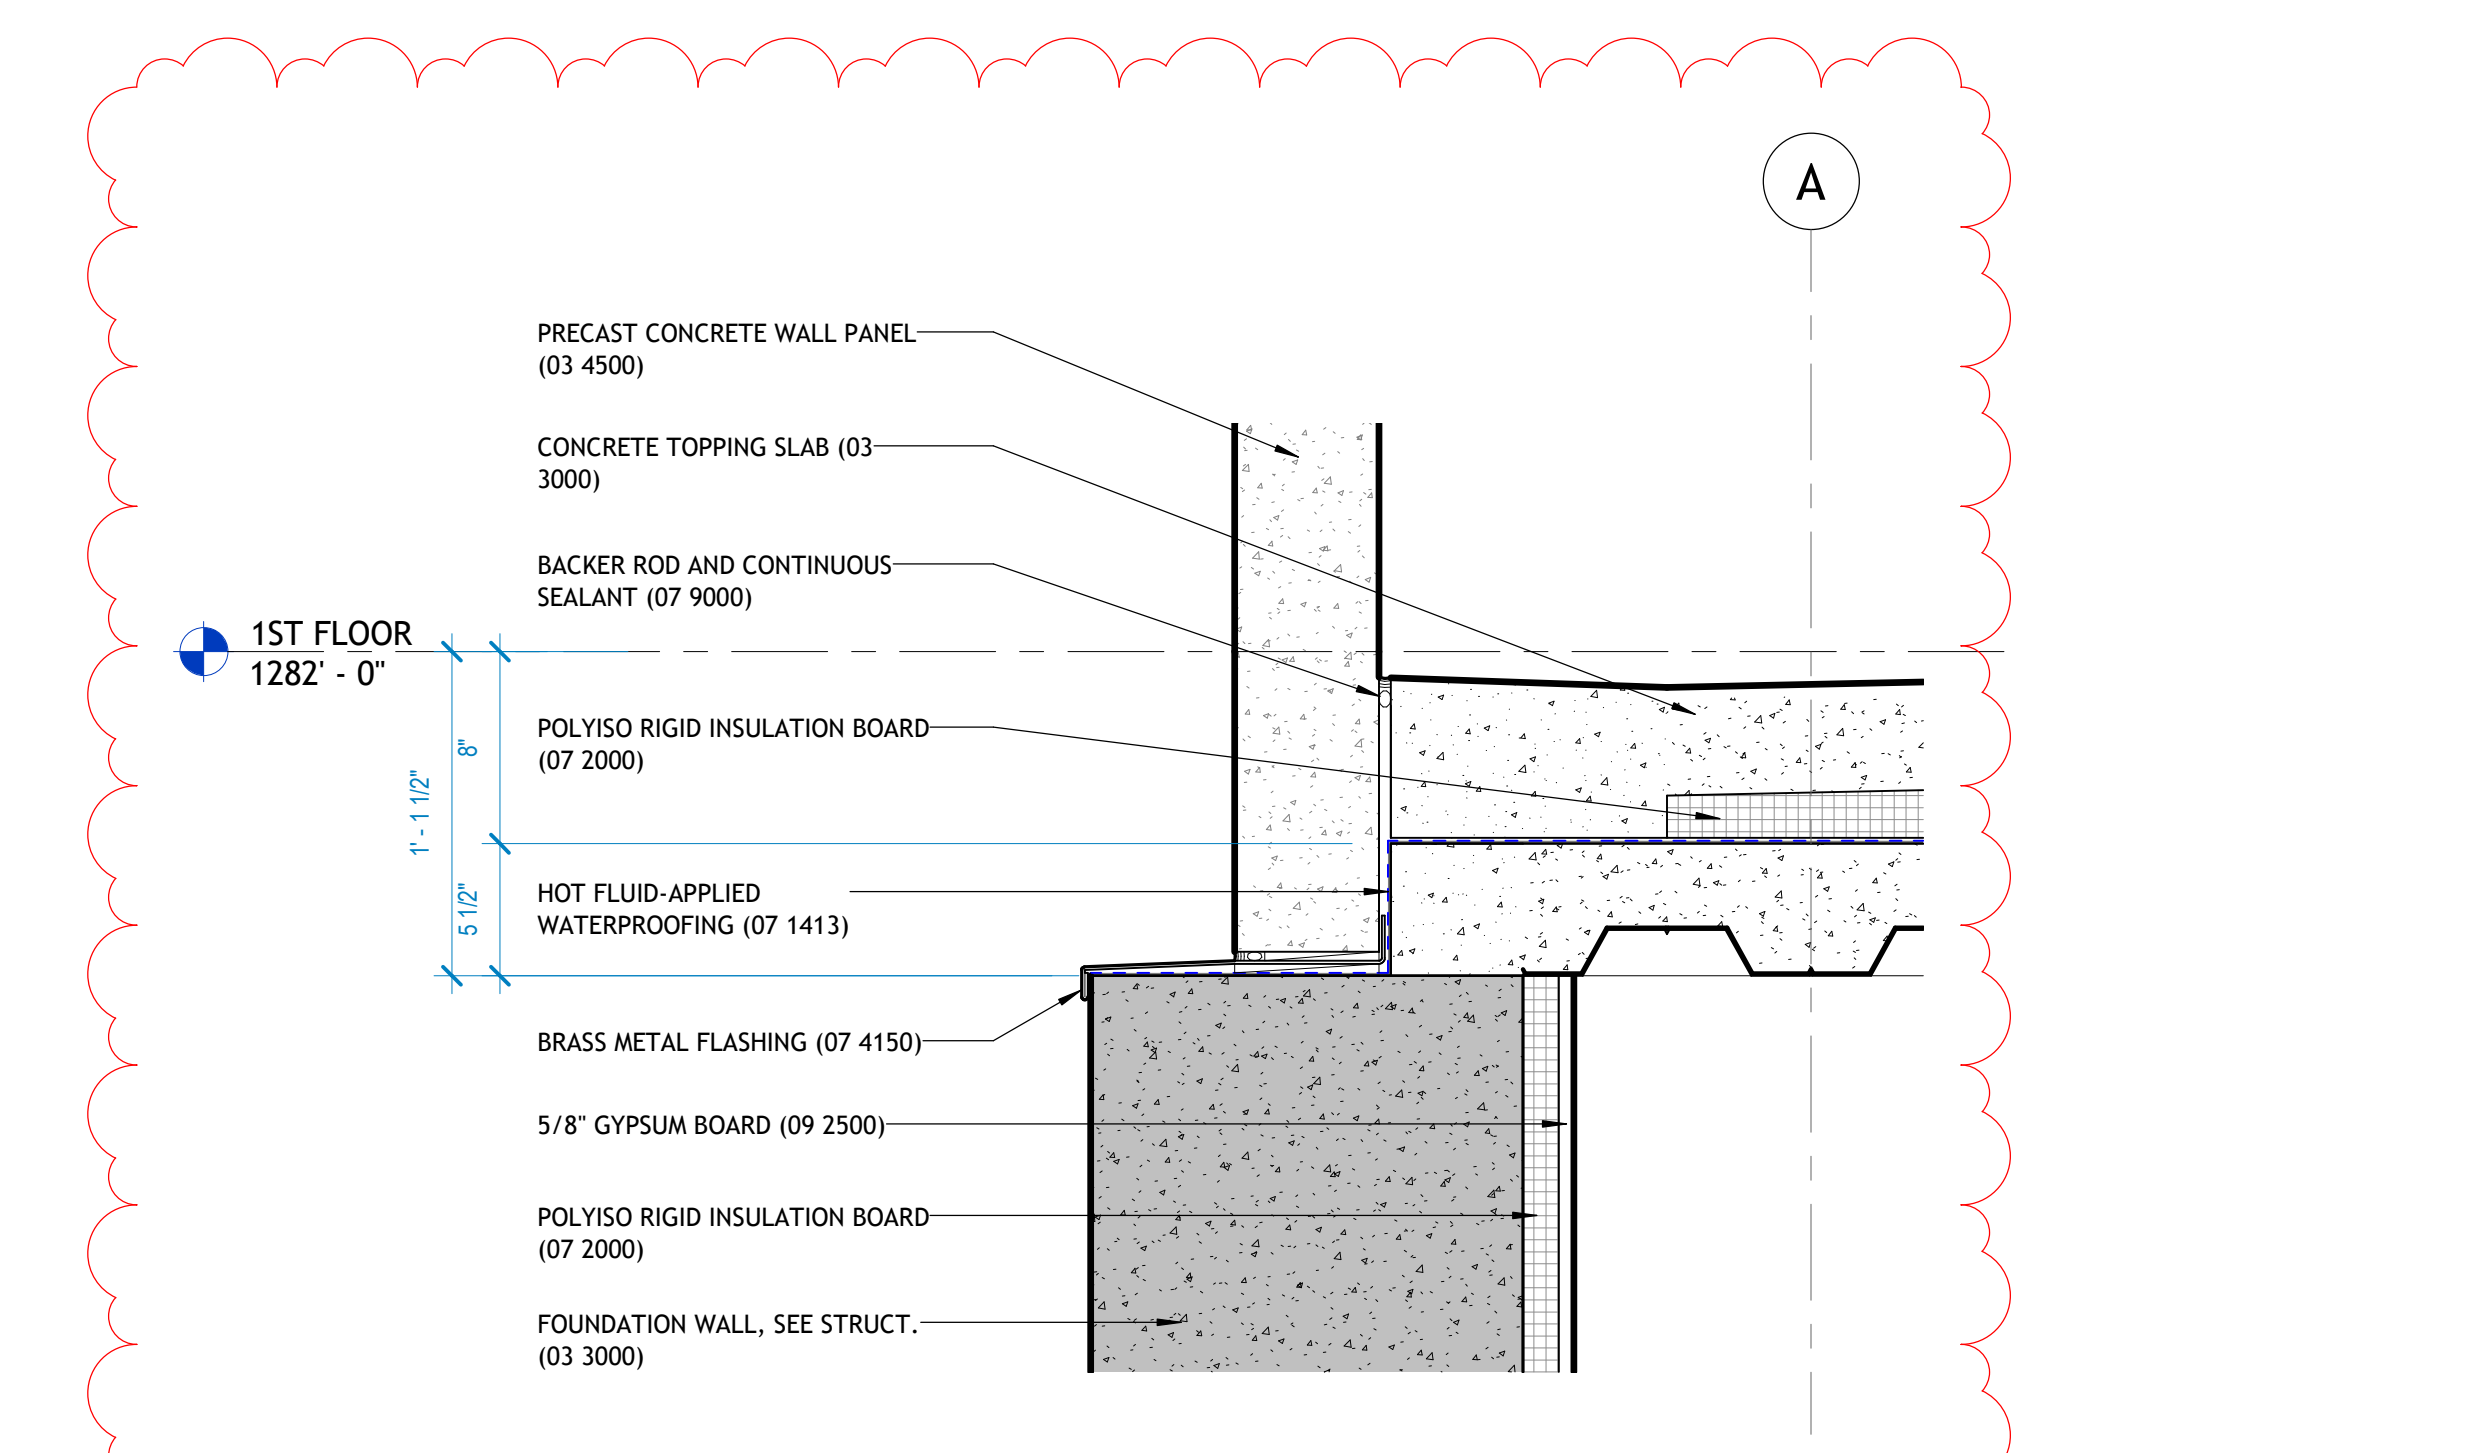 A
PRECAST CONCRETE WALL PANEL
(03 4500)
CONCRETE TOPPING SLAB (03
3000)
BACKER ROD AND CONTINUOUS
SEALANT (07 9000)
1ST FLOOR
1282' - 0"
POLYISO RIGID INSULATION BOARD
(07 2000)
8"
1' - 1 1/2"
5 1/2"
HOT FLUID-APPLIED
WATERPROOFING (07 1413)
BRASS METAL FLASHING (07 4150)
5/8" GYPSUM BOARD (09 2500)
POLYISO RIGID INSULATION BOARD
(07 2000)
FOUNDATION WALL, SEE STRUCT.
(03 3000)